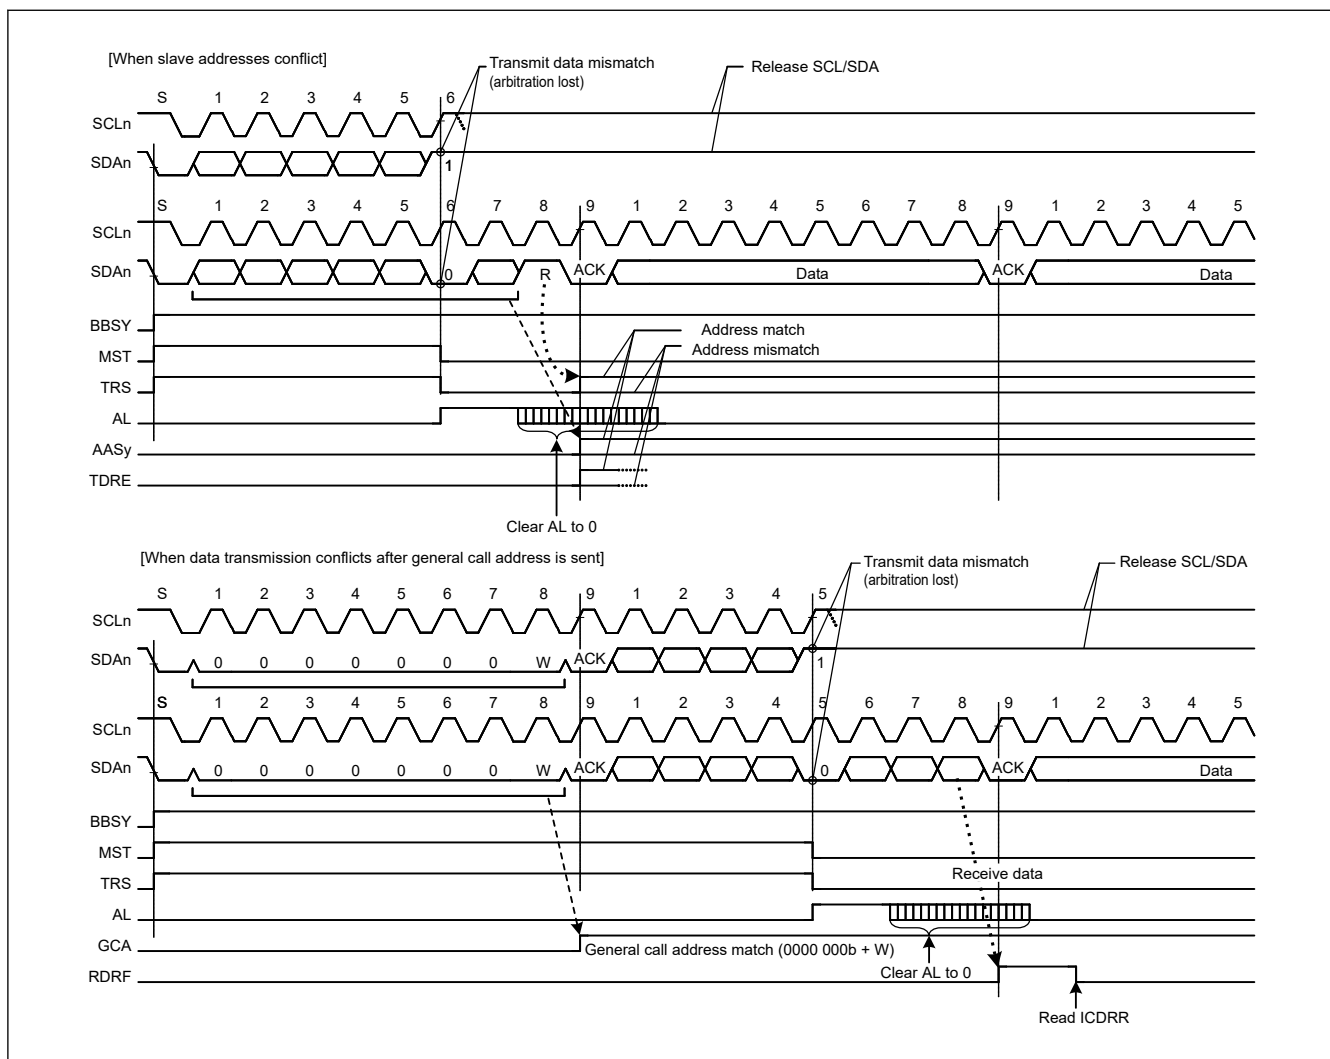 [When slave addresses conflict]
Transmit data mismatch
(arbitration lost)
Release SCL/SDA
S 1 2 3 4 5 6
SCLn
SDAn
1
S 1 2 3 4 5 6 7 8 9 1 2 3 4 5 6 7 8 9 1 2 3 4 5
SCLn
SDAn 0 R ACK Data ACK Data
BBSY
Address match
MST
Address mismatch
TRS
AL
AASy
TDRE
Clear AL to 0
[When data transmission conflicts after general call address is sent]
Transmit data mismatch
(arbitration lost)
Release SCL/SDA
S 1 2 3 4 5 6 7 8 9 1 2 3 4 5
SCLn
SDAn 0 0 0 0 0 0 0 W ACK 1
S 1 2 3 4 5 6 7 8 9 1 2 3 4 5 6 7 8 9 1 2 3 4 5
SCLn
SDAn 0 0 0 0 0 0 0 W ACK 0 ACK Data
BBSY
MST
Receive data
TRS
AL
GCA
General call address match (0000 000b + W)
Clear AL to 0
RDRF
Read ICDRR